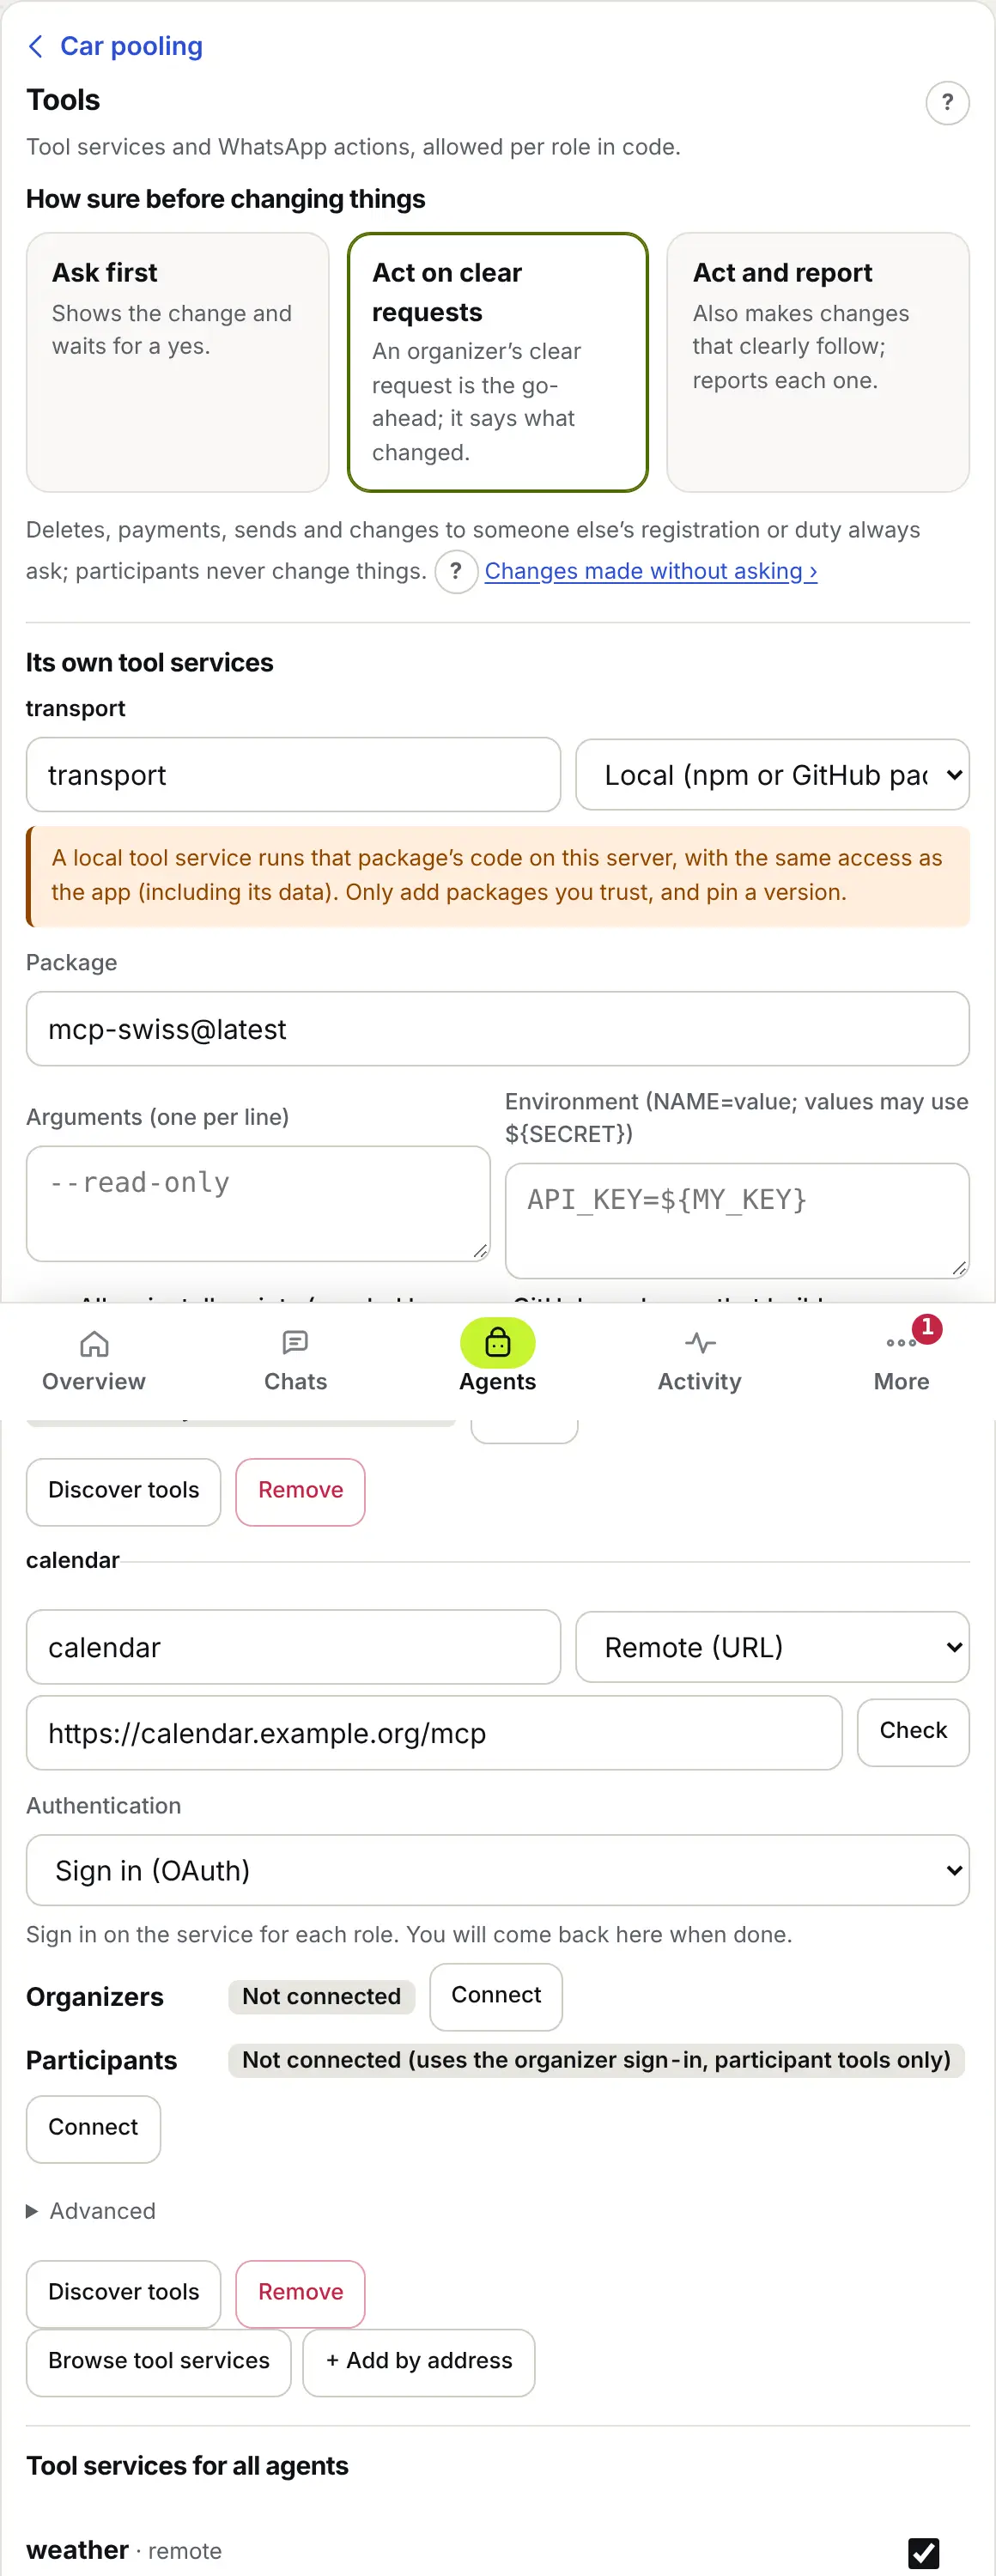 Car pooling
Tools
?
Tool services and WhatsApp actions, allowed per role in code.
How sure before changing things
Ask first
Shows the change and
waits for a yes.
Act on clear
requests
An organizer’s clear
request is the go-
ahead; it says what
changed.
Act and report
Also makes changes
that clearly follow;
reports each one.
Deletes, payments, sends and changes to someone else’s registration or duty always
ask; participants never change things. ? Changes made without asking ›
Its own tool services
transport
transport
Local (npm or GitHub pac
A local tool service runs that package’s code on this server, with the same access as
the app (including its data). Only add packages you trust, and pin a version.
Package
mcp-swiss@latest
Arguments (one per line)
--read-only
Environment (NAME=value; values may use
${SECRET})
API_KEY=${MY_KEY}
Overview
Chats
Agents
Activity
1
More
Discover tools
Remove
calendar
calendar
Remote (URL)
https://calendar.example.org/mcp
Check
Authentication
Sign in (OAuth)
Sign in on the service for each role. You will come back here when done.
Organizers
Not connected
Connect
Participants
Not connected (uses the organizer sign-in, participant tools only)
Connect
Advanced
Discover tools
Remove
Browse tool services
+ Add by address
Tool services for all agents
weather · remote